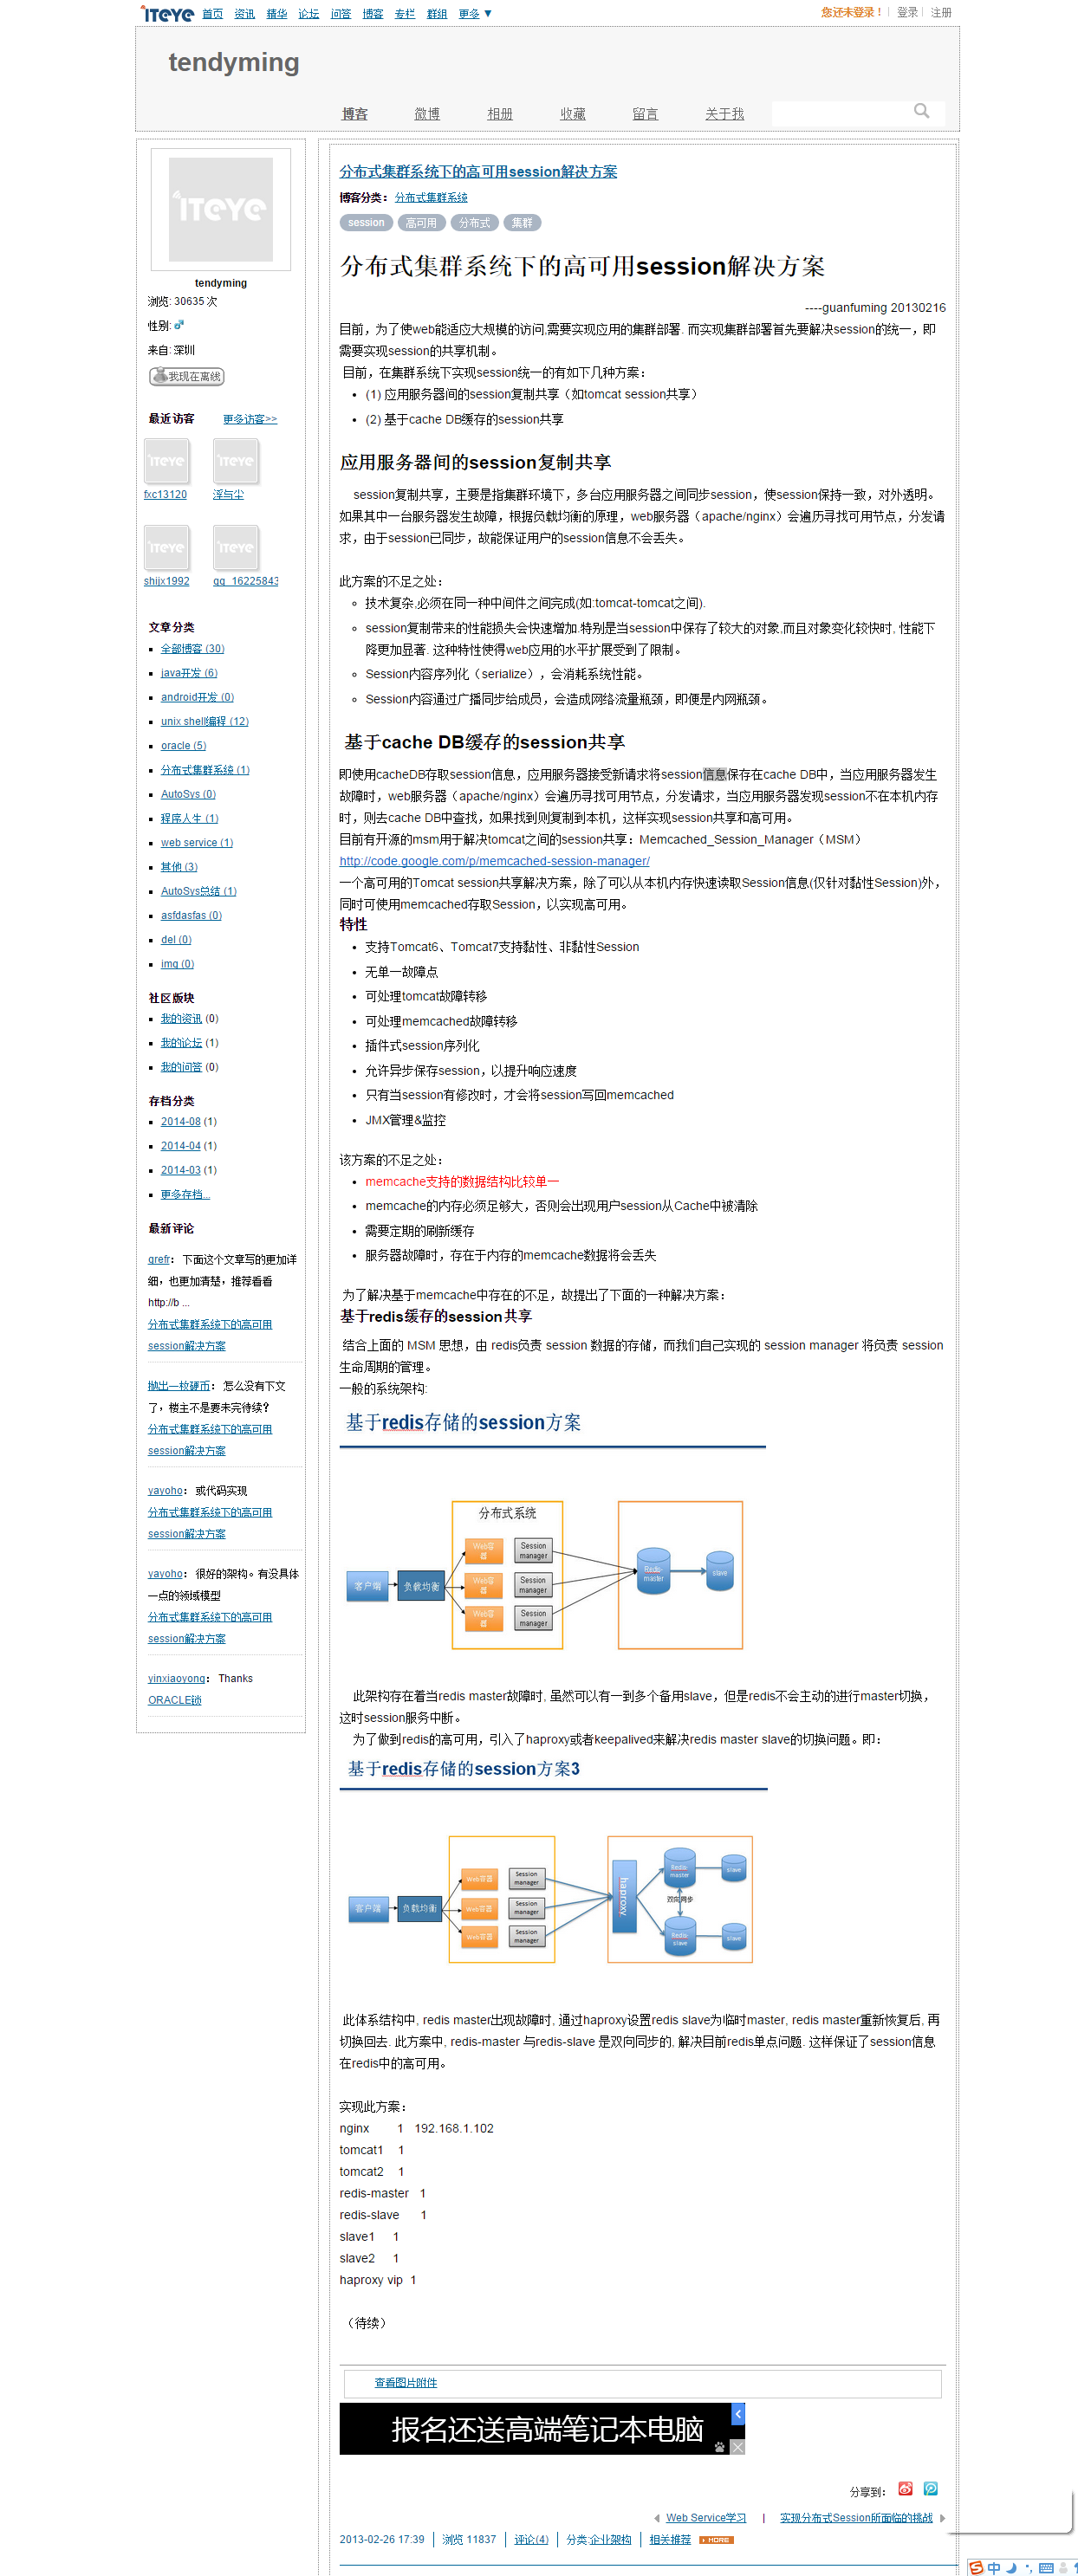 ITEYE 首页 资讯 精华 论坛 问答 博客 专栏 群组 更多 ▼ 您还未登录！ 登录 注册
tendyming
博客 微博 相册 收藏 留言 关于我
ITEYE
tendyming
浏览: 30635 次
性别:
来自: 深圳
我现在离线
最近访客 更多访客>>
ITEYE ITEYE
fxc13120 浮与尘
ITEYE ITEYE
shijx1992 qq_16225843
文章分类
全部博客 (30)
java开发 (6)
android开发 (0)
unix shell编程 (12)
oracle (5)
分布式集群系统 (1)
AutoSys (0)
程序人生 (1)
web service (1)
其他 (3)
AutoSys总结 (1)
asfdasfas (0)
del (0)
img (0)
社区版块
我的资讯 (0)
我的论坛 (1)
我的问答 (0)
存档分类
2014-08 (1)
2014-04 (1)
2014-03 (1)
更多存档...
最新评论
grefr： 下面这个文章写的更加详
细，也更加清楚，推荐看看
http://b ...
分布式集群系统下的高可用
session解决方案
抛出一枚硬币： 怎么没有下文
了，楼主不是要未完待续?
分布式集群系统下的高可用
session解决方案
yayoho： 或代码实现
分布式集群系统下的高可用
session解决方案
yayoho： 很好的架构。有没具体
一点的领域模型
分布式集群系统下的高可用
session解决方案
yinxiaoyong： Thanks
ORACLE锁
分布式集群系统下的高可用session解决方案
博客分类： 分布式集群系统
session 高可用 分布式 集群
分布式集群系统下的高可用session解决方案
----guanfuming 20130216
目前，为了使web能适应大规模的访问,需要实现应用的集群部署. 而实现集群部署首先要解决session的统一，即
需要实现session的共享机制。
目前，在集群系统下实现session统一的有如下几种方案：
(1) 应用服务器间的session复制共享（如tomcat session共享）
(2) 基于cache DB缓存的session共享
应用服务器间的session复制共享
session复制共享，主要是指集群环境下，多台应用服务器之间同步session，使session保持一致，对外透明。
如果其中一台服务器发生故障，根据负载均衡的原理，web服务器（apache/nginx）会遍历寻找可用节点，分发请
求，由于session已同步，故能保证用户的session信息不会丢失。
此方案的不足之处：
技术复杂,必须在同一种中间件之间完成(如:tomcat-tomcat之间).
session复制带来的性能损失会快速增加.特别是当session中保存了较大的对象,而且对象变化较快时, 性能下
降更加显著. 这种特性使得web应用的水平扩展受到了限制。
Session内容序列化（serialize），会消耗系统性能。
Session内容通过广播同步给成员，会造成网络流量瓶颈，即便是内网瓶颈。
基于cache DB缓存的session共享
即使用cacheDB存取session信息，应用服务器接受新请求将session信息保存在cache DB中，当应用服务器发生
故障时，web服务器（apache/nginx）会遍历寻找可用节点，分发请求，当应用服务器发现session不在本机内存
时，则去cache DB中查找，如果找到则复制到本机，这样实现session共享和高可用。
目前有开源的msm用于解决tomcat之间的session共享：Memcached_Session_Manager（MSM）
http://code.google.com/p/memcached-session-manager/
一个高可用的Tomcat session共享解决方案，除了可以从本机内存快速读取Session信息(仅针对黏性Session)外，
同时可使用memcached存取Session，以实现高可用。
特性
支持Tomcat6、Tomcat7支持黏性、非黏性Session
无单一故障点
可处理tomcat故障转移
可处理memcached故障转移
插件式session序列化
允许异步保存session，以提升响应速度
只有当session有修改时，才会将session写回memcached
JMX管理&监控
该方案的不足之处：
memcache支持的数据结构比较单一
memcache的内存必须足够大，否则会出现用户session从Cache中被清除
需要定期的刷新缓存
服务器故障时，存在于内存的memcache数据将会丢失
为了解决基于memcache中存在的不足，故提出了下面的一种解决方案：
基于redis缓存的session共享
结合上面的 MSM 思想，由 redis负责 session 数据的存储，而我们自己实现的 session manager 将负责 session
生命周期的管理。
一般的系统架构:
基于redis存储的session方案
分布式系统
客户端 负载均衡
Web容器 Session manager
Web容器 Session manager
Web容器 Session manager
Redis-master slave
此架构存在着当redis master故障时, 虽然可以有一到多个备用slave，但是redis不会主动的进行master切换，
这时session服务中断。
为了做到redis的高可用，引入了haproxy或者keepalived来解决redis master slave的切换问题。即：
基于redis存储的session方案3
客户端 负载均衡
Web容器 Session manager
Web容器 Session manager
Web容器 Session manager
haproxy
Redis-master slave
双向同步
Redis-slave slave
此体系结构中, redis master出现故障时, 通过haproxy设置redis slave为临时master, redis master重新恢复后, 再
切换回去. 此方案中, redis-master 与redis-slave 是双向同步的, 解决目前redis单点问题. 这样保证了session信息
在redis中的高可用。
实现此方案：
nginx 1 192.168.1.102
tomcat1 1
tomcat2 1
redis-master 1
redis-slave 1
slave1 1
slave2 1
haproxy vip 1
（待续）
查看图片附件
报名还送高端笔记本电脑
分享到：
Web Service学习 | 实现分布式Session所面临的挑战
2013-02-26 17:39 浏览 11837 评论(4) 分类:企业架构 相关推荐 MORE
中